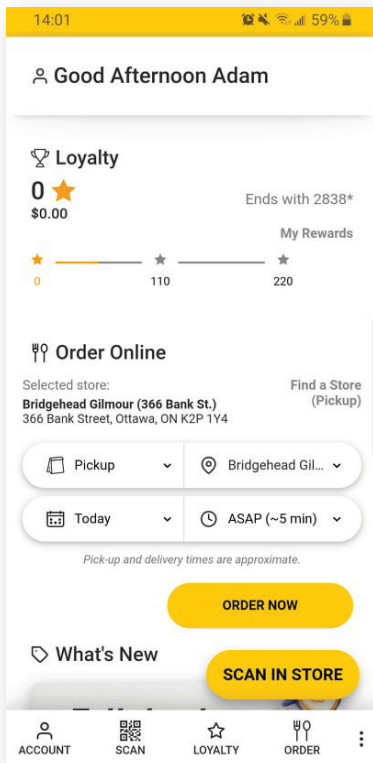 14:01
59%
Good Afternoon Adam
Loyalty
0
$0.00
Ends with 2838*
My Rewards
0 110 220
Order Online
Selected store:
Find a Store
(Pickup)
Bridgehead Gilmour (366 Bank St.)
366 Bank Street, Ottawa, ON K2P 1Y4
Pickup
Bridgehead Gil...
Today
ASAP (~5 min)
Pick-up and delivery times are approximate.
ORDER NOW
What's New
SCAN IN STORE
ACCOUNT SCAN LOYALTY ORDER